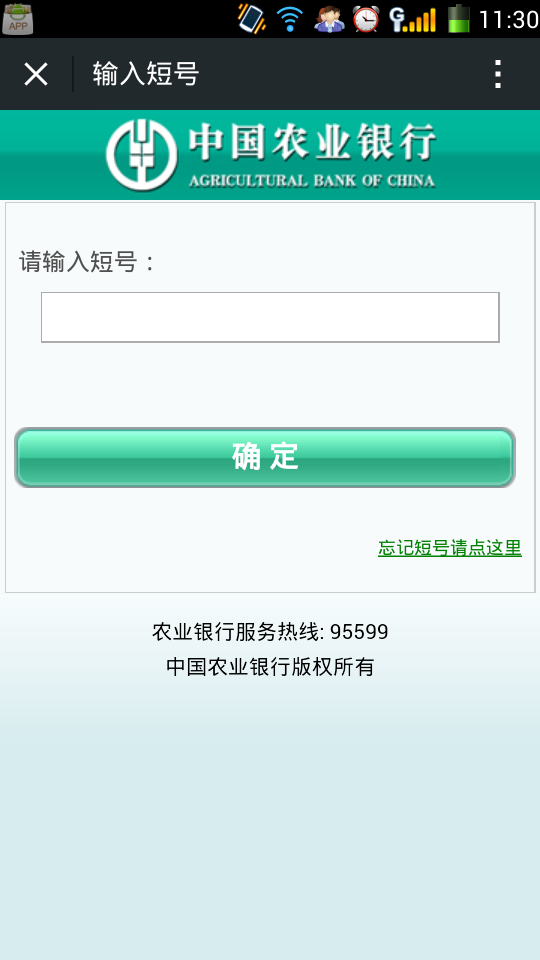 APP
G
11:30
输入短号
中国农业银行
AGRICULTURAL BANK OF CHINA
请输入短号：
确定
忘记短号请点这里
农业银行服务热线: 95599
中国农业银行版权所有